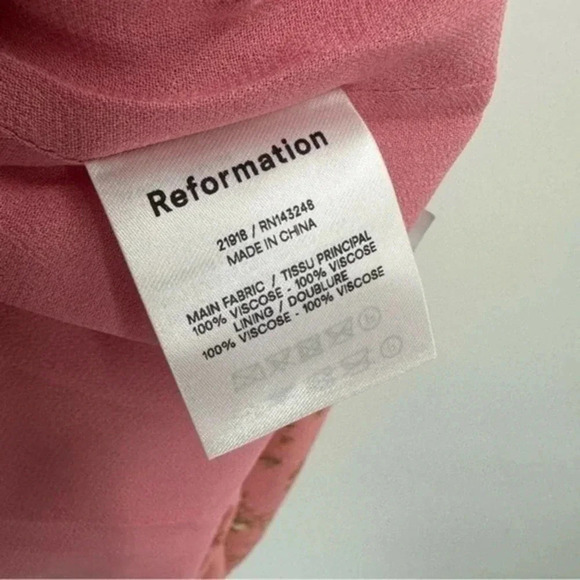 Reformation
21918 / RN143248
MADE IN CHINA
MAIN FABRIC / TISSU PRINCIPAL
100% VISCOSE - 100% VISCOSE
LINING / DOUBLURE
100% VISCOSE - 100% VISCOSE